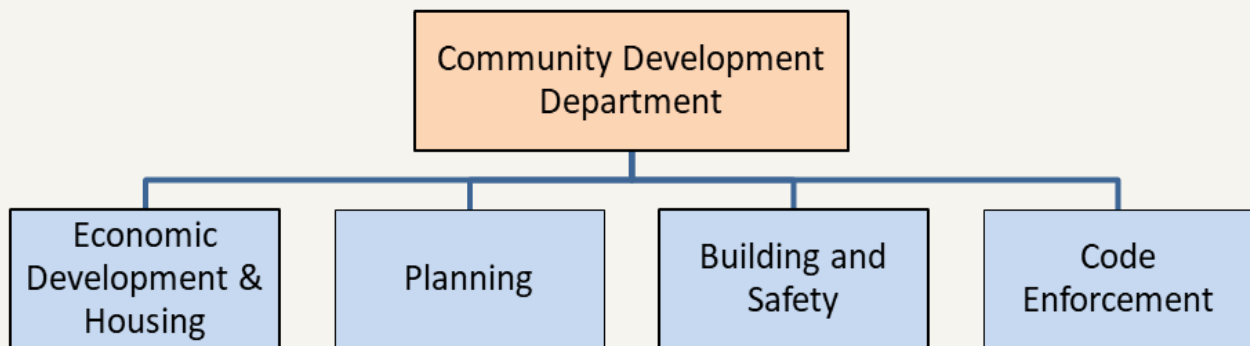 Community Development
Department
Economic
Development &
Housing
Planning
Building and
Safety
Code
Enforcement